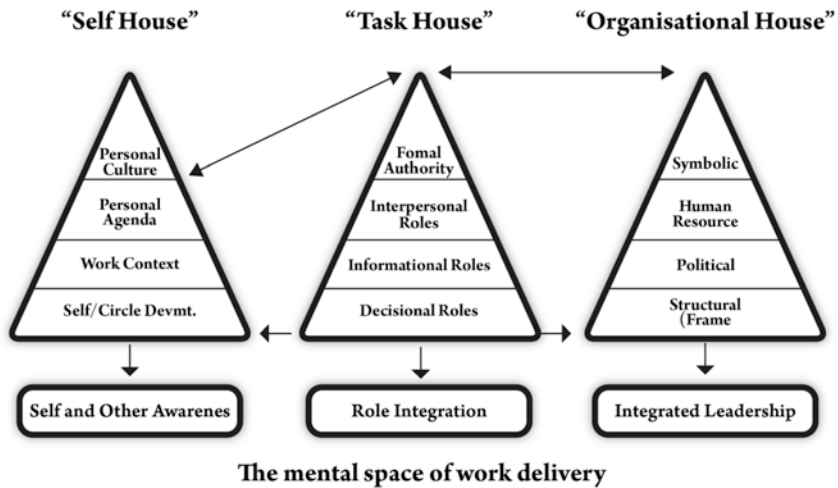 “Self House”
“Task House”
“Organisational House”
Personal
Culture
Personal
Agenda
Work Context
Self/Circle Devmt.
Fomal
Authority
Interpersonal
Roles
Informational Roles
Decisional Roles
Symbolic
Human
Resource
Political
Structural
(Frame
Self and Other Awarenes
Role Integration
Integrated Leadership
The mental space of work delivery